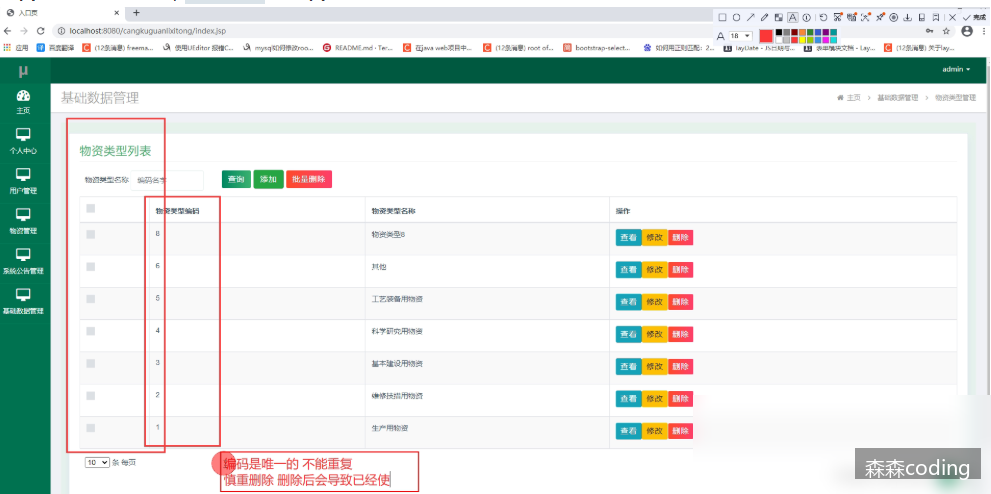 入口页
localhost:8080/cangkuguanlixitong/index.jsp
完成
A 18
应用 百度翻译 (12条消息) freema... 使用UEditor 报错C... mysql如何修改roo... README.md · Ter... 在java web项目中... (12条消息) root of... bootstrap-select... 如何用正则匹配：2... layDate - JS日期与... 表单模块文档 - Lay... (12条消息) 关于lay...
μ
admin
主页
个人中心
用户管理
物资管理
系统公告管理
基础数据管理
基础数据管理
主页 > 基础数据管理 > 物资类型管理
物资类型列表
物资类型名称 编码名字 查询 添加 批量删除
物资类型编码 物资类型名称 操作
8 物资类型8 查看 修改 删除
6 其他 查看 修改 删除
5 工艺装备用物资 查看 修改 删除
4 科学研究用物资 查看 修改 删除
3 基本建设用物资 查看 修改 删除
2 维修技措用物资 查看 修改 删除
1 生产用物资 查看 修改 删除
10 条 每页
编码是唯一的 不能重复
慎重删除 删除后会导致已经使
森森coding